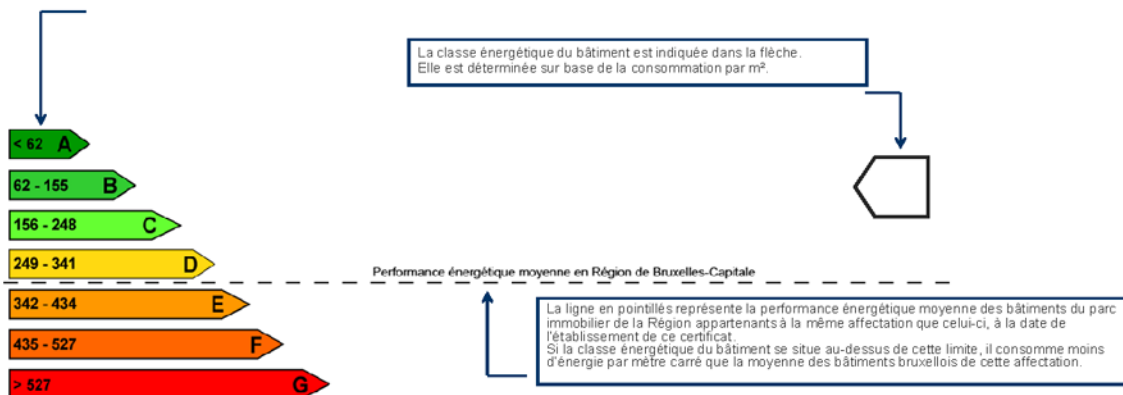 La classe énergétique du bâtiment est indiquée dans la flèche.
Elle est déterminée sur base de la consommation par m².
< 62 A
62 - 155 B
156 - 248 C
249 - 341 D
Performance énergétique moyenne en Région de Bruxelles-Capitale
342 - 434 E
435 - 527 F
> 527 G
La ligne en pointillés représente la performance énergétique moyenne des bâtiments du parc
immobilier de la Région appartenants à la même affectation que celui-ci, à la date de
l'établissement de ce certificat.
Si la classe énergétique du bâtiment se situe au-dessus de cette limite, il consomme moins
d'énergie par mètre carré que la moyenne des bâtiments bruxellois de cette affectation.